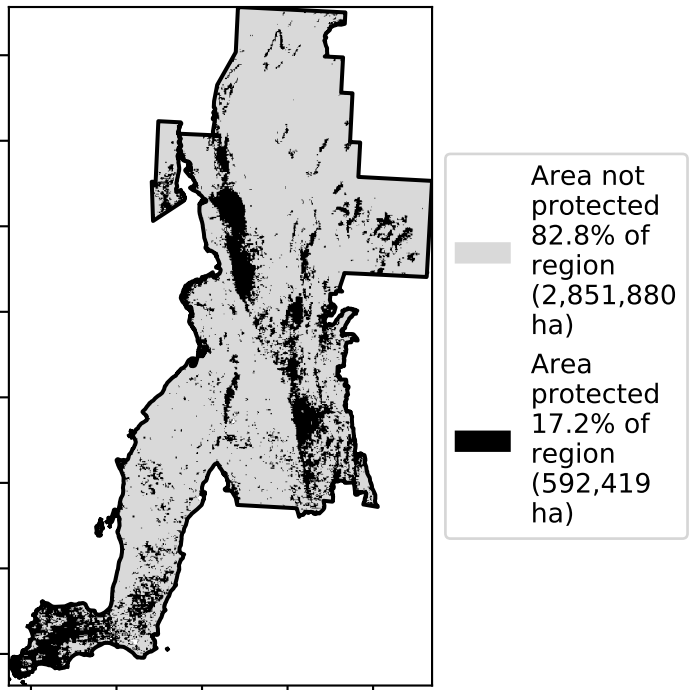 Area not
protected
82.8% of
region
(2,851,880
ha)
Area
protected
17.2% of
region
(592,419
ha)